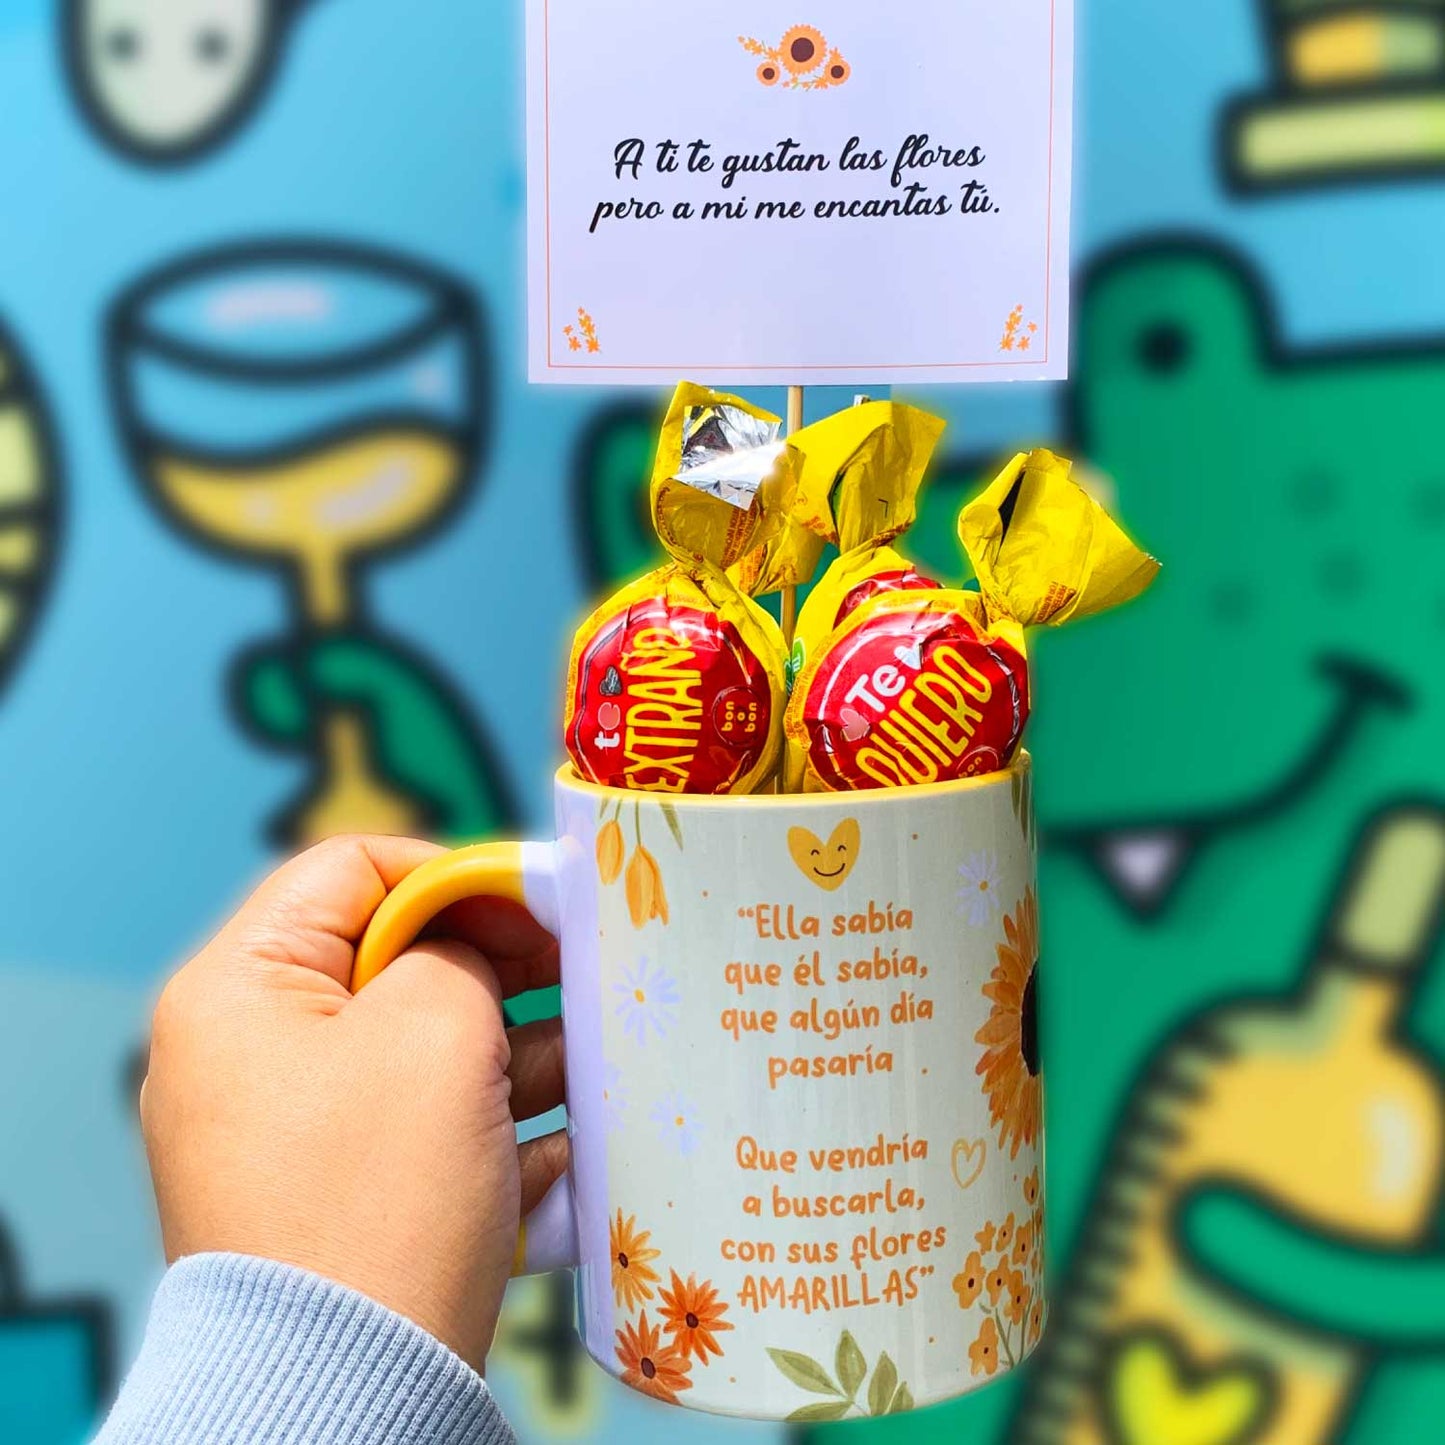 A ti te gustan las flores
pero a mi me encantas tú.
te
EXTRAÑO
bon
o
bon
Te
QUIERO
bon
“Ella sabía
que él sabía,
que algún día
pasaría .
Que vendría
a buscarla,
con sus flores
AMARILLAS”